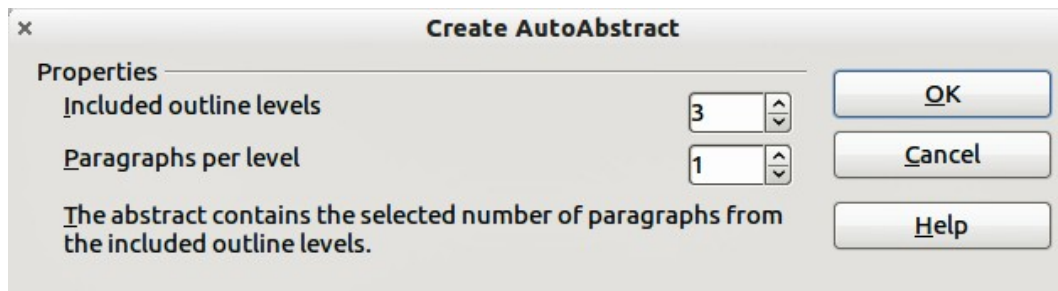 Create AutoAbstract
Properties
Included outline levels
3
Paragraphs per level
1
The abstract contains the selected number of paragraphs from
the included outline levels.
OK
Cancel
Help